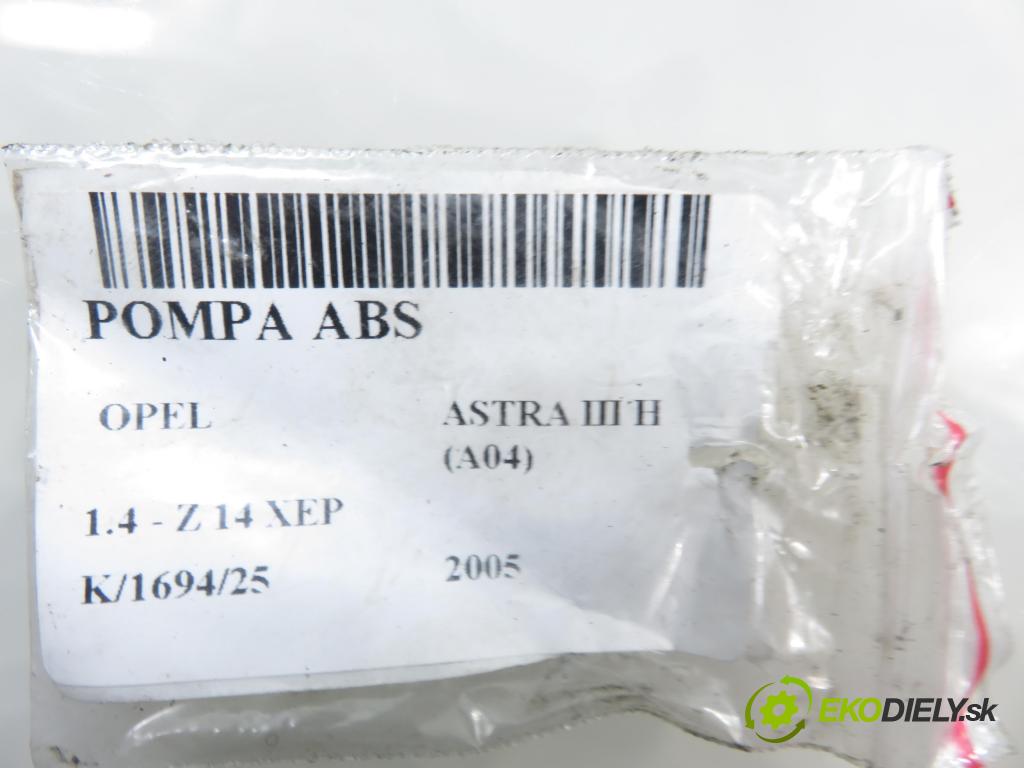 POMPA ABS
OPEL ASTRA III H
(A04)
1.4 - Z 14 XEP
K/1694/25 2005
EKODIELY.sk